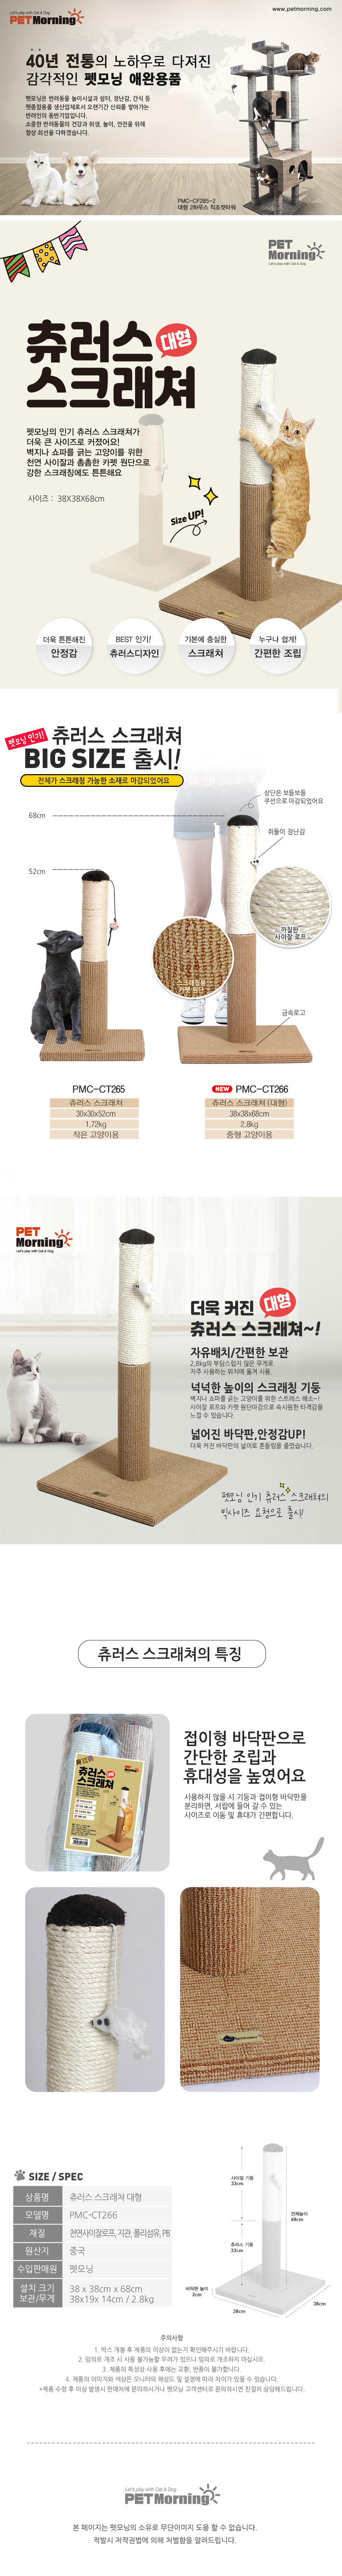 Let's play with Cat & Dog
PETMorning
www.petmorning.com
40년 전통의 노하우로 다져진
감각적인 펫모닝 애완용품
펫모닝은 반려동물 놀이시설과 쉼터, 장난감, 간식 등
펫종합용품 생산업체로서 오랜기간 신뢰를 쌓아가는
반려인의 동반기업입니다.
소중한 반려동물의 건강과 위생, 놀이, 안전을 위해
항상 최선을 다하겠습니다.
PMC-CF265-2
대형 2하우스 직조캣타워
PET
Morning
Let's play with Cat & Dog
츄러스 대형
스크래쳐
펫모닝의 인기 츄러스 스크래쳐가
더욱 큰 사이즈로 커졌어요!
벽지나 쇼파를 긁는 고양이를 위한
천연 사이잘과 촘촘한 카펫 원단으로
강한 스크래칭에도 튼튼해요
사이즈 : 38X38X68cm
Size UP!
더욱 튼튼해진
안정감
BEST 인기!
츄러스디자인
기본에 충실한
스크래쳐
누구나 쉽게!
간편한 조립
펫모닝 인기!
츄러스 스크래쳐
BIG SIZE 출시!
전체가 스크래칭 가능한 소재로 마감되었어요
상단은 보들보들
쿠션으로 마감되었어요
68cm
쥐돌이 장난감
52cm
까칠한
사이잘 로프
스크래칭용
카펫 원단
금속로고
PMC-CT265
츄러스 스크래쳐
30x30x52cm
1.72kg
작은 고양이용
NEW PMC-CT266
츄러스 스크래쳐 (대형)
38x38x68cm
2.8kg
중형 고양이용
PET
Morning
Let's play with Cat & Dog
더욱 커진 대형
츄러스 스크래쳐~!
자유배치/간편한 보관
2.8kg의 부담스럽지 않은 무게로
자주 사용하는 위치에 옮겨 사용.
넉넉한 높이의 스크래칭 기둥
벽지나 쇼파를 긁는 고양이를 위한 스트레스 해소~!
사이잘 로프와 카펫 원단마감으로 속시원한 타격감을
느낄 수 있습니다.
넓어진 바닥판,안정감UP!
더욱 커진 바닥판의 넓이로 흔들림을 줄였습니다.
펫모닝 인기 츄러스 스크래쳐의
빅사이즈 요청으로 출시!
츄러스 스크래쳐의 특징
츄러스 대형
스크래쳐
접이형 바닥판으로
간단한 조립과
휴대성을 높였어요
사용하지 않을 시 기둥과 접이형 바닥판을
분리하면, 서랍에 들어 갈 수 있는
사이즈로 이동 및 휴대가 간편합니다.
SIZE / SPEC
상품명 츄러스 스크래쳐 대형
모델명 PMC-CT266
재질 천연사이잘로프, 지관, 폴리섬유, PB
원산지 중국
수입판매원 펫모닝
설치 크기 38 x 38cm x 68cm
보관/무게 38x19x 14cm / 2.8kg
사이잘 기둥
33cm
전체높이
68cm
츄러스 기둥
33cm
바닥판 높이
2cm
38cm
38cm
주의사항
1. 박스 개봉 후 제품의 이상이 없는지 확인해주시기 바랍니다.
2. 임의로 개조 시 사용 불가능할 우려가 있으니 임의로 개조하지 마십시오.
3. 제품의 특성상 사용 후에는 교환, 반품이 불가합니다.
4. 제품의 이미지와 색상은 모니터의 해상도 및 설정에 따라 차이가 있을 수 있습니다.
*제품 수령 후 이상 발생시 판매처에 문의하시거나 펫모닝 고객센터로 문의하시면 친절히 상담해드립니다.
Let's play with Cat & Dog
PETMorning
본 페이지는 펫모닝의 소유로 무단이미지 도용 할 수 없습니다.
적발시 저작권법에 의해 처벌함을 알려드립니다.